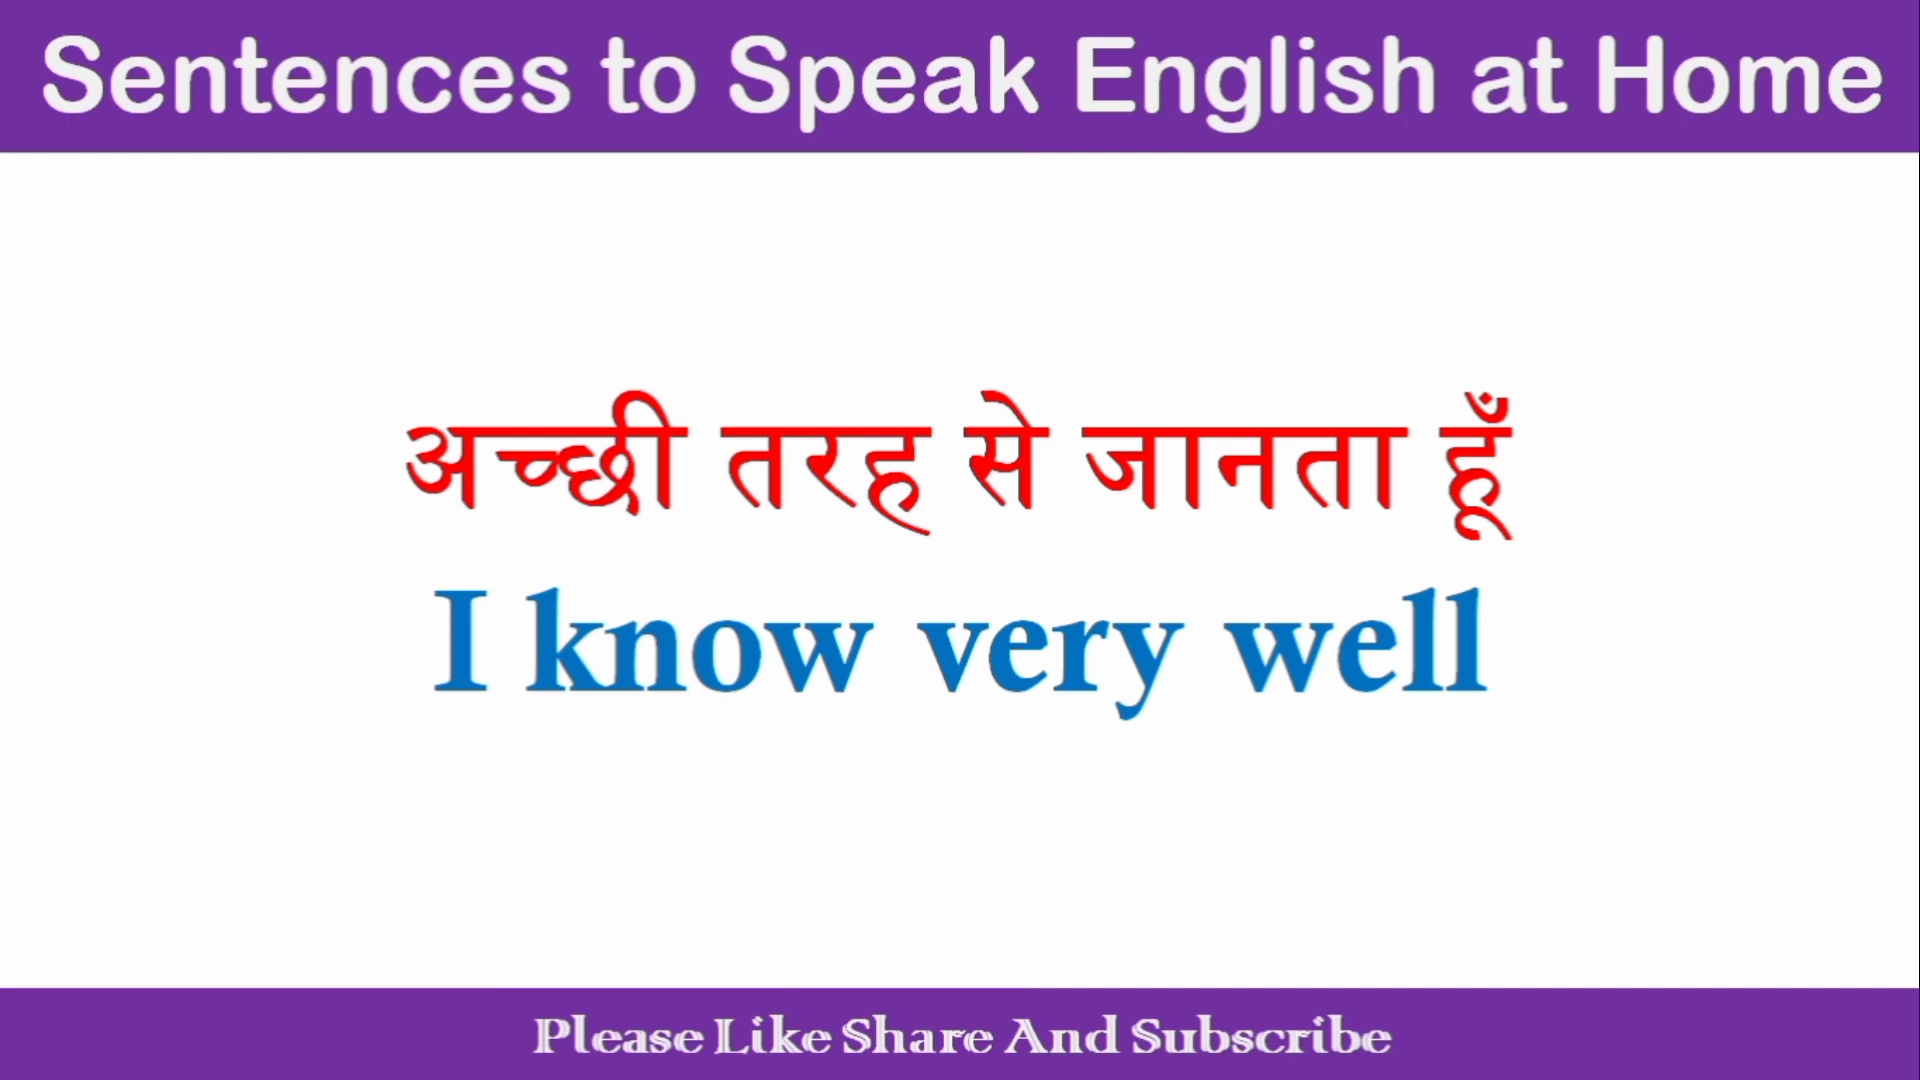 Sentences to Speak English at Home
अच्छी तरह से जानता हूँ
I know very well
Please Like Share And Subscribe